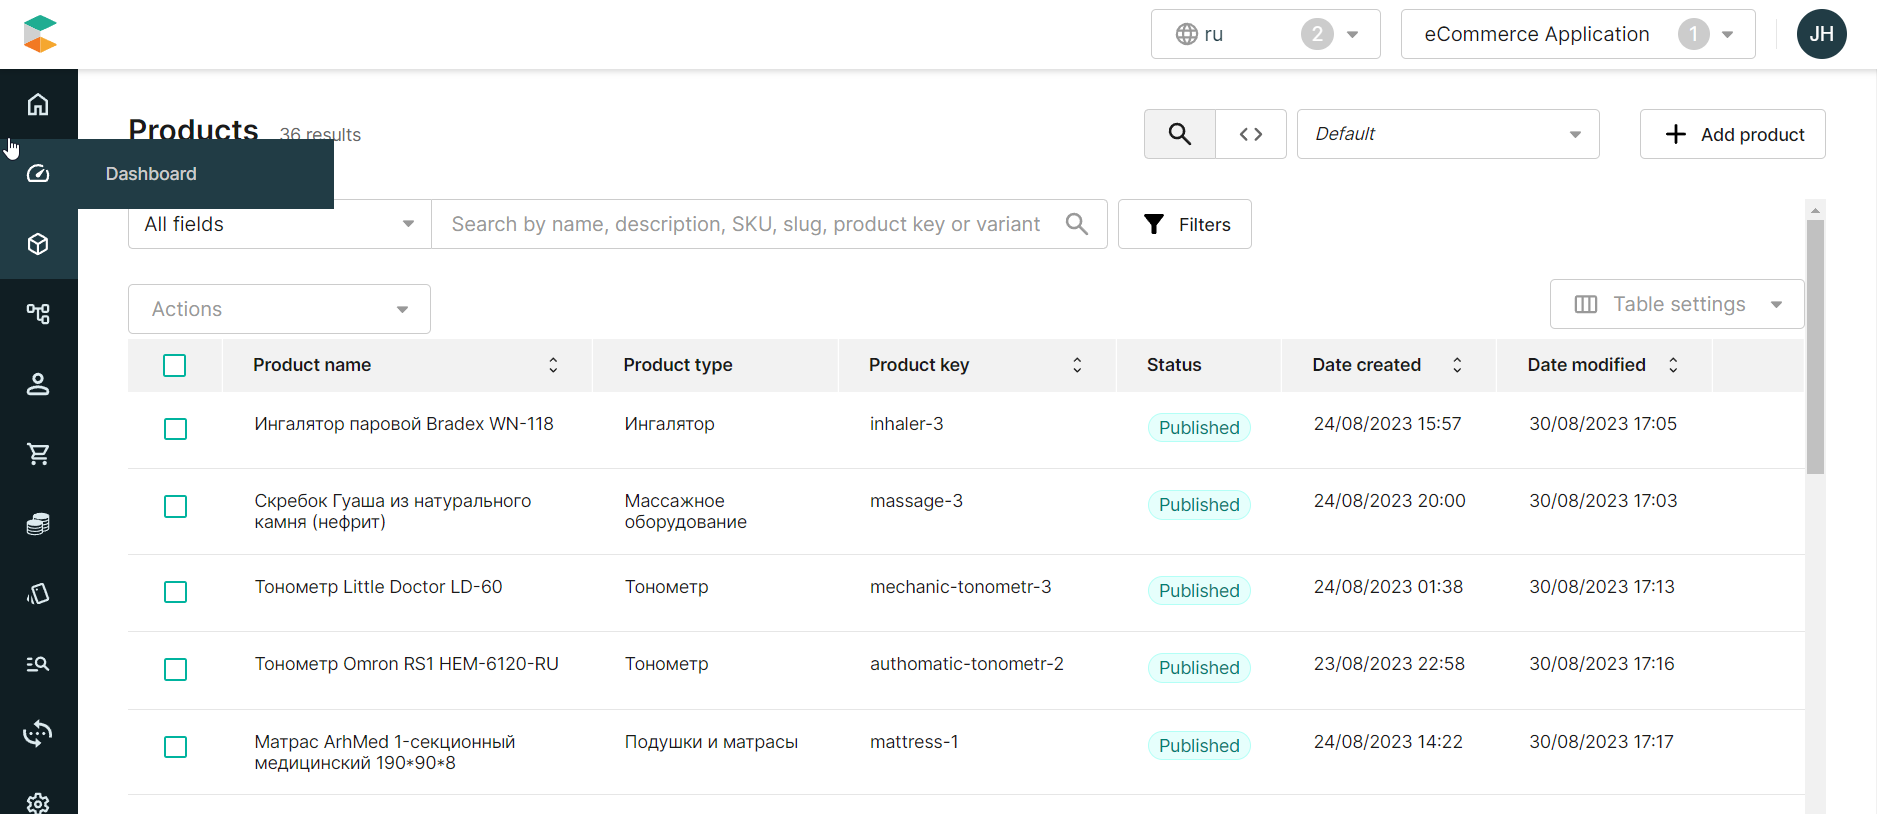 ru 2 eCommerce Application 1 JH
Products 36 results
Default
Add product
Dashboard
All fields
Search by name, description, SKU, slug, product key or variant
Filters
Actions
Table settings
Product name Product type Product key Status Date created Date modified
Ингалятор паровой Bradex WN-118 Ингалятор inhaler-3 Published 24/08/2023 15:57 30/08/2023 17:05
Скребок Гуаша из натурального Массажное massage-3 Published 24/08/2023 20:00 30/08/2023 17:03
камня (нефрит) оборудование
Тонометр Little Doctor LD-60 Тонометр mechanic-tonometr-3 Published 24/08/2023 01:38 30/08/2023 17:13
Тонометр Omron RS1 HEM-6120-RU Тонометр authomatic-tonometr-2 Published 23/08/2023 22:58 30/08/2023 17:16
Матрас ArhMed 1-секционный Подушки и матрасы mattress-1 Published 24/08/2023 14:22 30/08/2023 17:17
медицинский 190*90*8